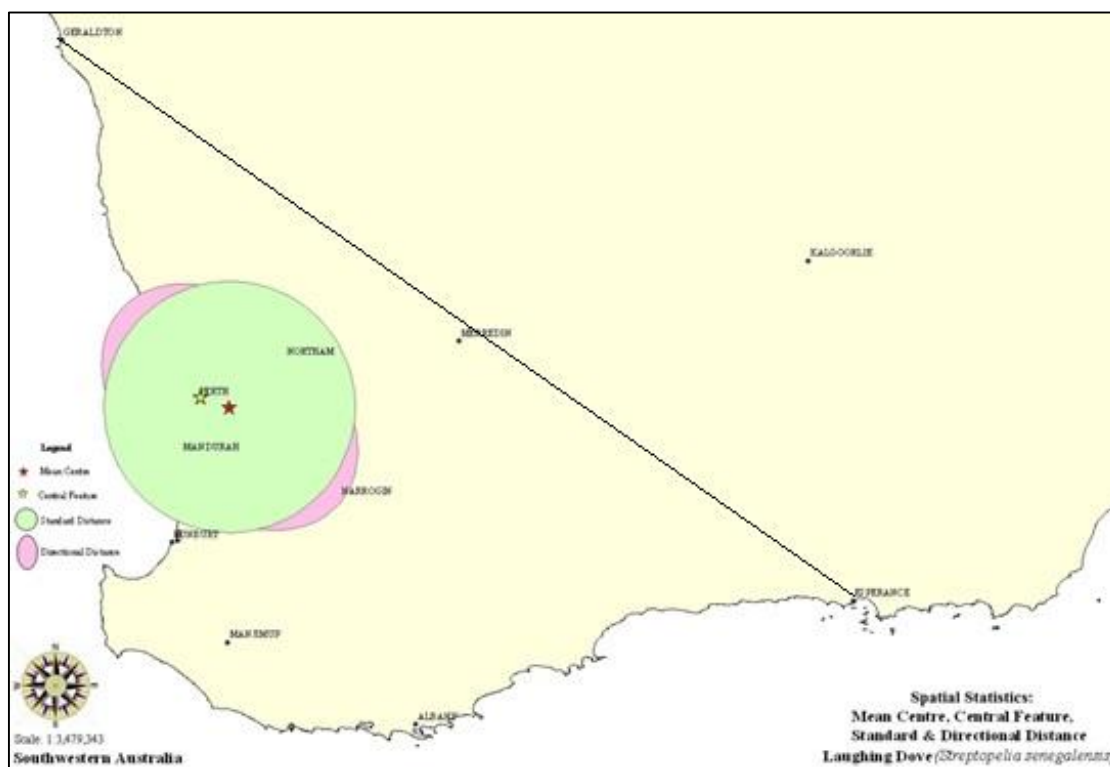 GERALDTON
KALGOORLIE
MERREDIN
NORTHAM
PERTH
MANDURAH
Legend
Mean Centre
Central Feature
Standard Distance
Directional Distance
NARROGIN
BUNBURY
ESPERANCE
MANJIMUP
N
ALBANY
Scale: 1:3,479,343
Southwestern Australia
Spatial Statistics:
Mean Centre, Central Feature,
Standard & Directional Distance
Laughing Dove (Streptopelia senegalensis)